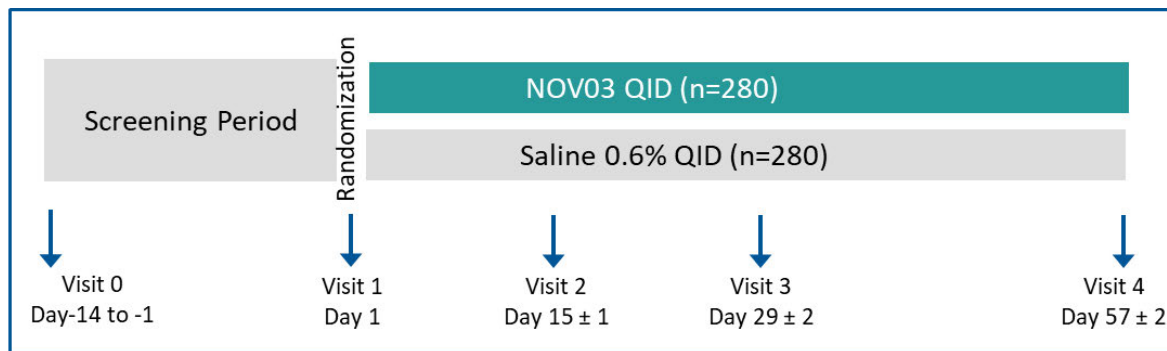 Screening Period
Randomization
NOV03 QID (n=280)
Saline 0.6% QID (n=280)
Visit 0
Day-14 to -1
Visit 1
Day 1
Visit 2
Day 15 ± 1
Visit 3
Day 29 ± 2
Visit 4
Day 57 ± 2